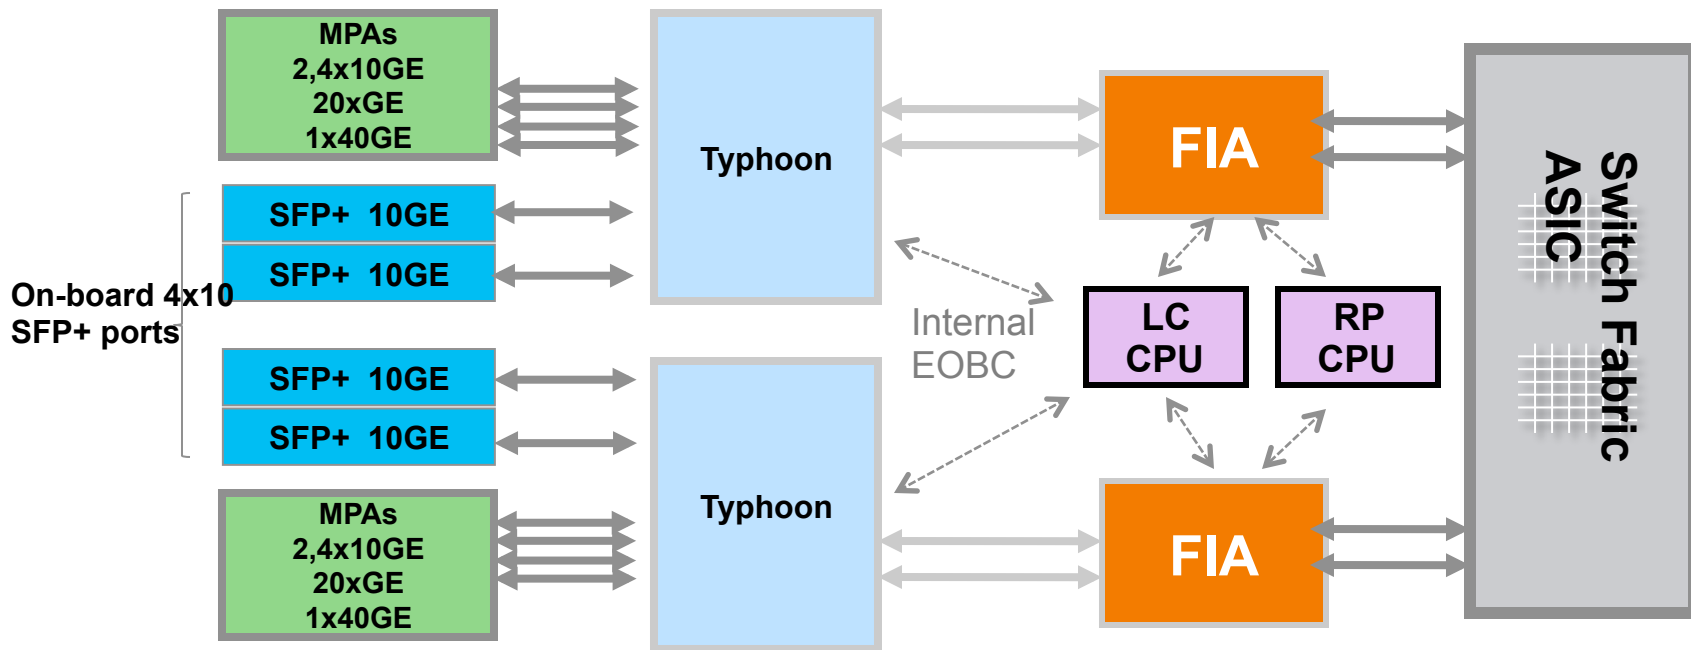 MPAs
2,4x10GE
20xGE
1x40GE
SFP+ 10GE
SFP+ 10GE
On-board 4x10
SFP+ ports
SFP+ 10GE
SFP+ 10GE
MPAs
2,4x10GE
20xGE
1x40GE
Typhoon
Typhoon
Internal
EOBC
FIA
LC
CPU
RP
CPU
FIA
Switch Fabric
ASIC